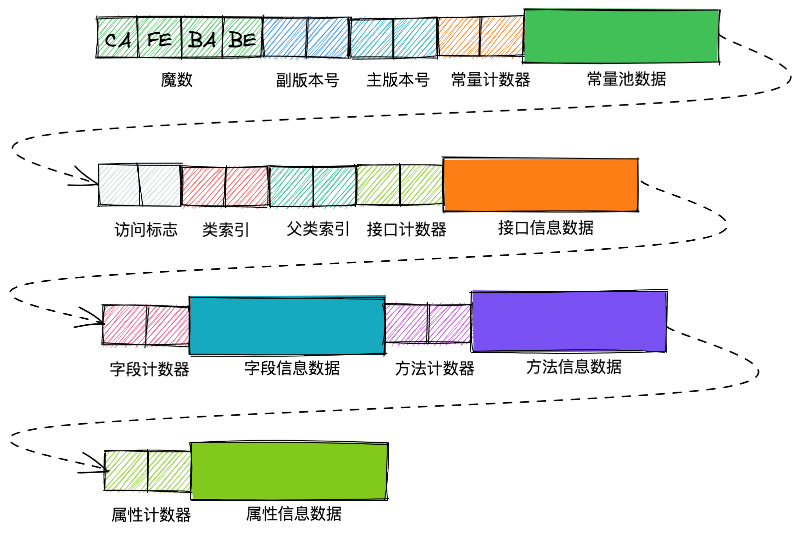 CA FE BA BE
魔数 副版本号 主版本号 常量计数器 常量池数据
访问标志 类索引 父类索引 接口计数器 接口信息数据
字段计数器 字段信息数据 方法计数器 方法信息数据
属性计数器 属性信息数据